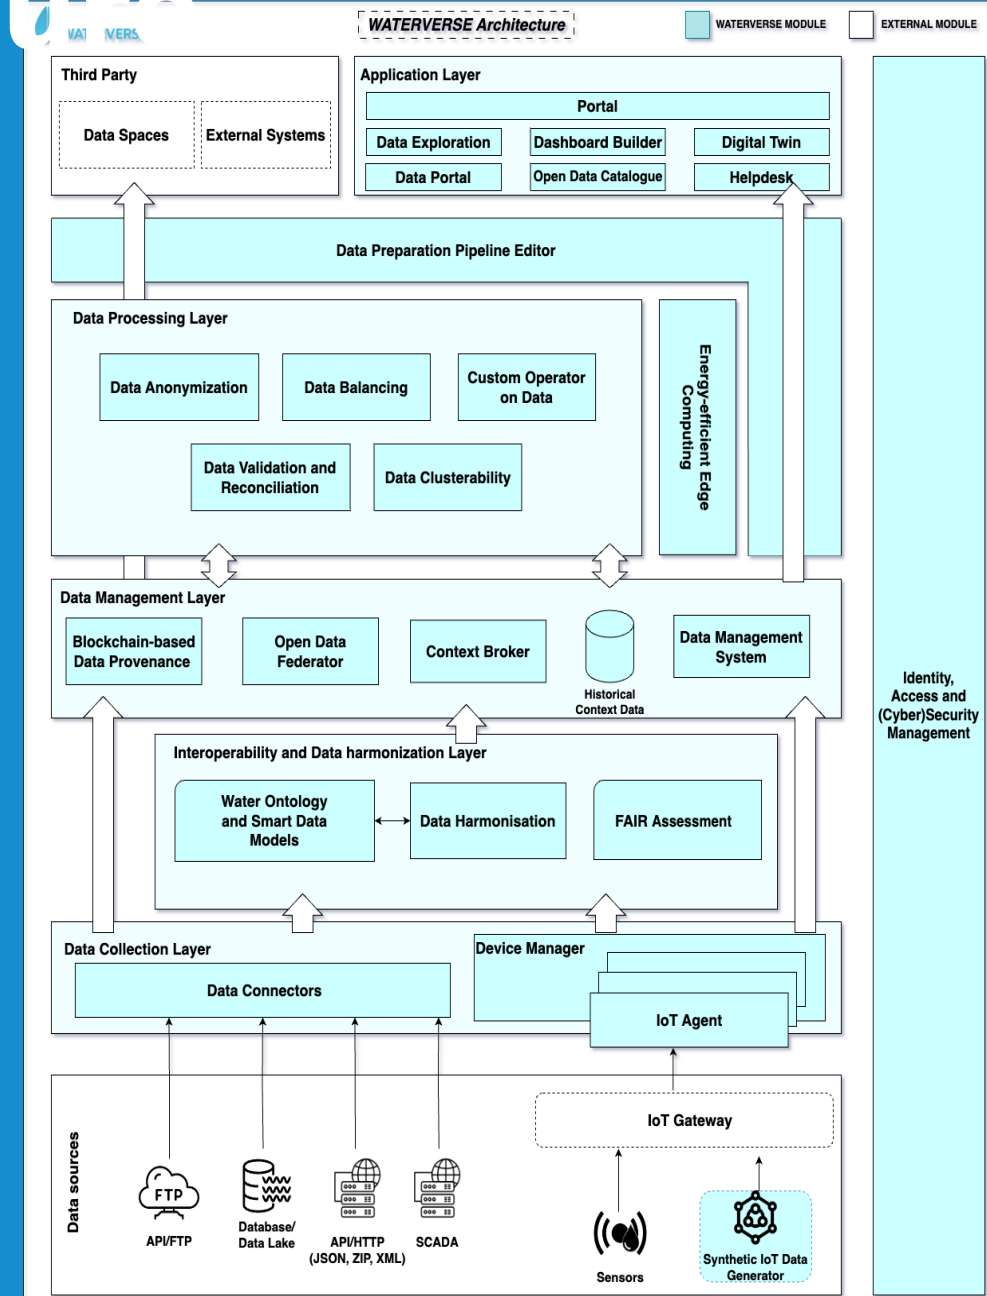 WATERVERSE Architecture
WATERVERSE MODULE
EXTERNAL MODULE
Third Party
Data Spaces
External Systems
Application Layer
Portal
Data Exploration
Dashboard Builder
Digital Twin
Data Portal
Open Data Catalogue
Helpdesk
Data Preparation Pipeline Editor
Data Processing Layer
Data Anonymization
Data Balancing
Custom Operator
on Data
Data Validation and
Reconciliation
Data Clusterability
Energy-efficient Edge
Computing
Data Management Layer
Blockchain-based
Data Provenance
Open Data
Federator
Context Broker
Historical
Context Data
Data Management
System
Identity,
Access and
(Cyber)Security
Management
Interoperability and Data harmonization Layer
Water Ontology
and Smart Data
Models
Data Harmonisation
FAIR Assessment
Data Collection Layer
Data Connectors
Device Manager
IoT Agent
Data sources
IoT Gateway
FTP
API/FTP
Database/
Data Lake
API/HTTP
(JSON, ZIP, XML)
SCADA
Sensors
Synthetic IoT Data
Generator